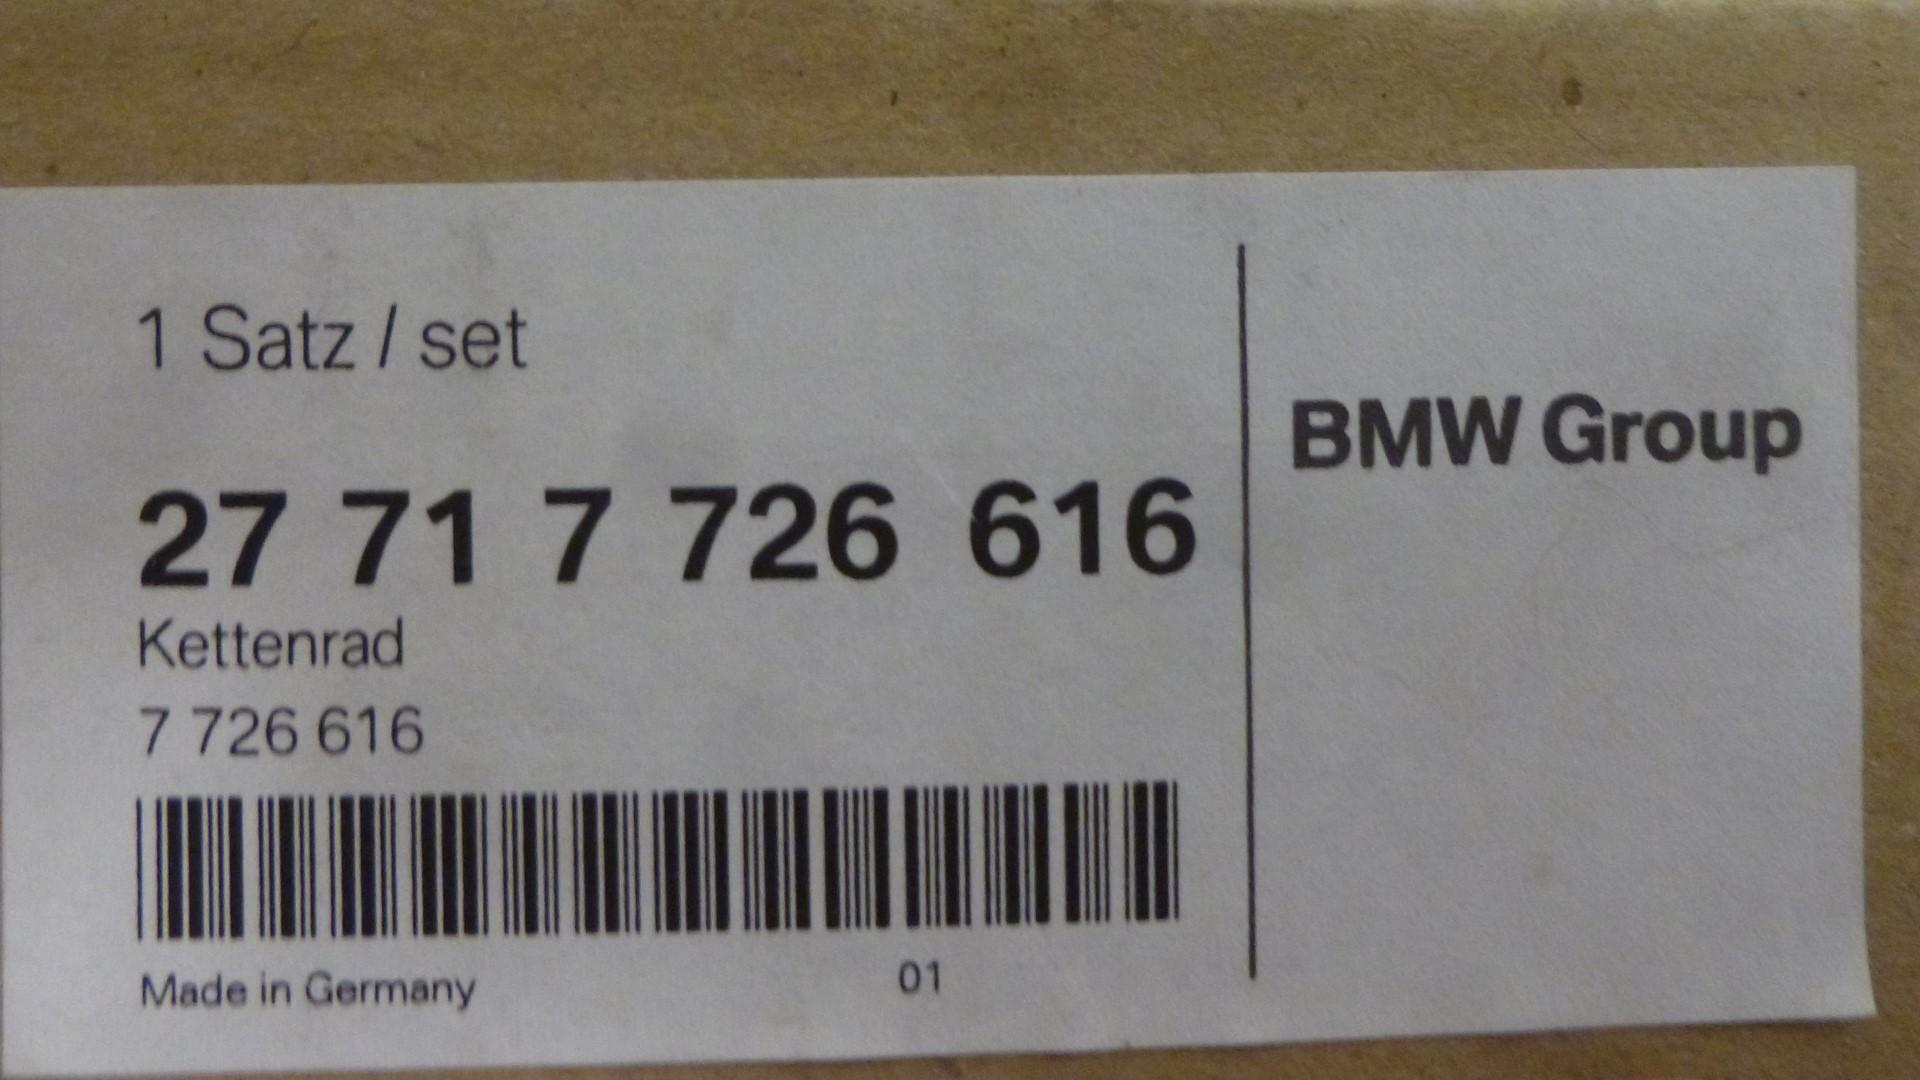 1 Satz / set
27 71 7 726 616
Kettenrad
7 726 616
Made in Germany
01
BMW Group